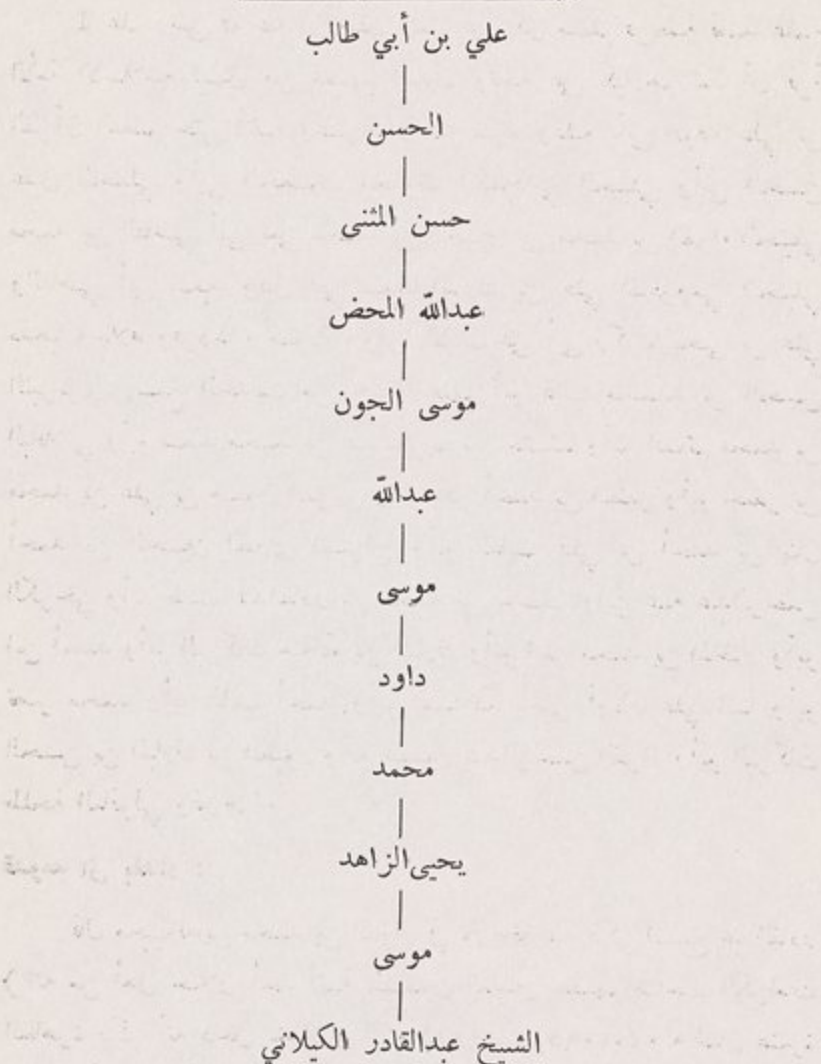 علي بن أبي طالب
الحسن
حسن المثنى
عبدالله المحض
موسى الجون
عبدالله
موسى
داود
محمد
يحيى الزاهد
موسى
الشيخ عبدالقادر الكيلاني